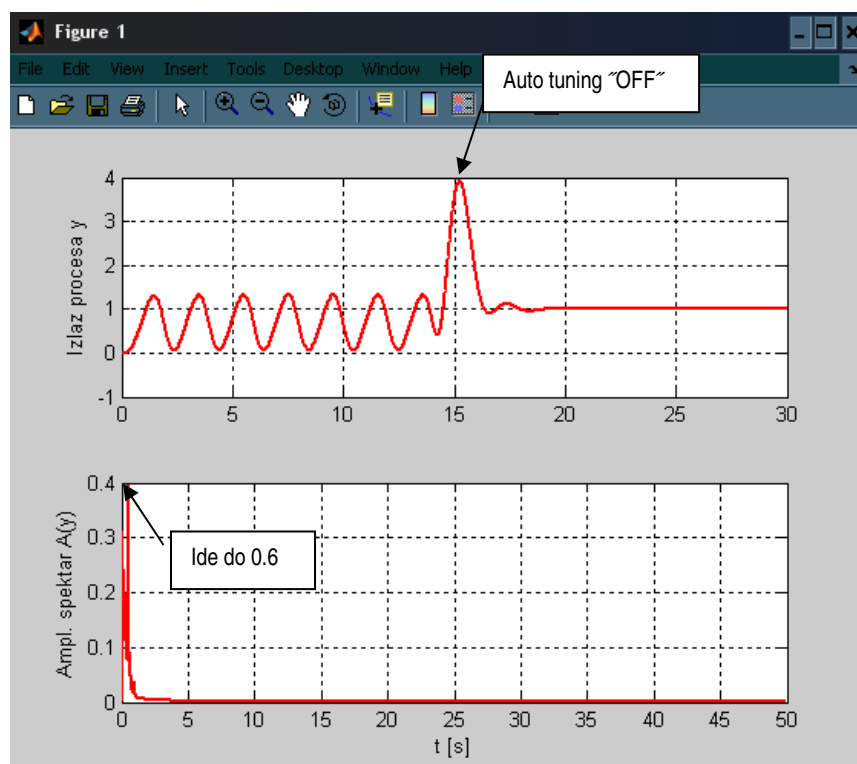 Figure 1
File Edit View Insert Tools Desktop Window Help
Auto tuning ˝OFF˝
Izlaz procesa y
4
3
2
1
0
-1
0 5 10 15 20 25 30
Ampl. spektar A(y)
0.4
0.3
0.2
0.1
0
Ide do 0.6
0 5 10 15 20 25 30 35 40 45 50
t [s]